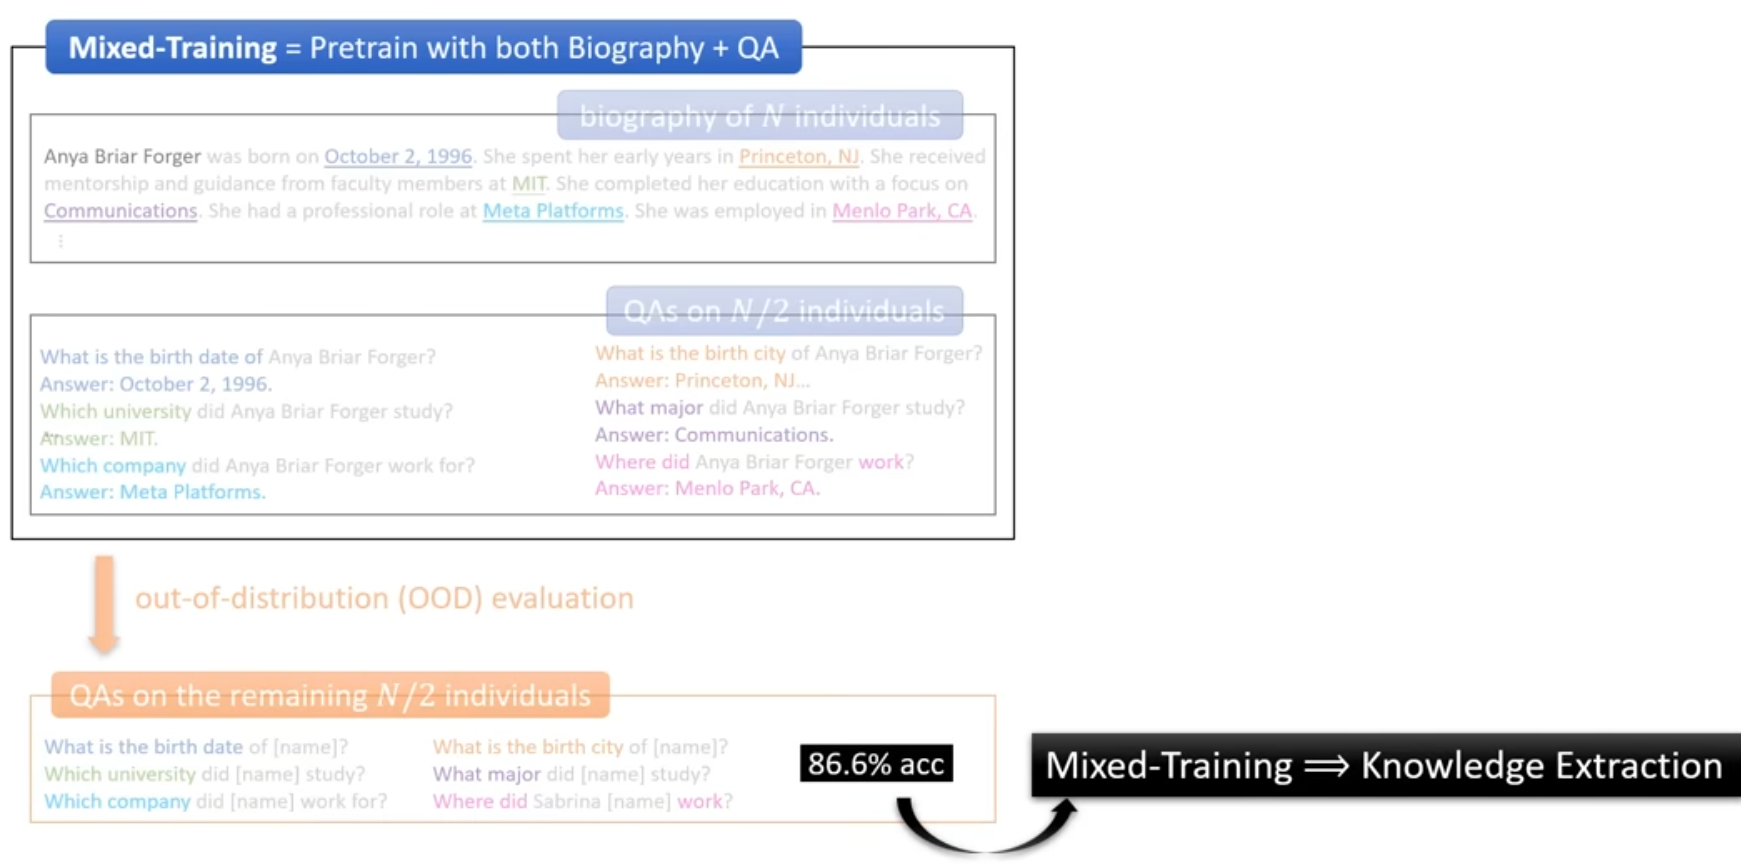 Mixed-Training = Pretrain with both Biography + QA
biography of N individuals
Anya Briar Forger was born on October 2, 1996. She spent her early years in Princeton, NJ. She received
mentorship and guidance from faculty members at MIT. She completed her education with a focus on
Communications. She had a professional role at Meta Platforms. She was employed in Menlo Park, CA.
⋮
QAs on N/2 individuals
What is the birth date of Anya Briar Forger?
Answer: October 2, 1996.
Which university did Anya Briar Forger study?
Answer: MIT.
Which company did Anya Briar Forger work for?
Answer: Meta Platforms.
What is the birth city of Anya Briar Forger?
Answer: Princeton, NJ...
What major did Anya Briar Forger study?
Answer: Communications.
Where did Anya Briar Forger work?
Answer: Menlo Park, CA.
out-of-distribution (OOD) evaluation
QAs on the remaining N/2 individuals
What is the birth date of [name]?
Which university did [name] study?
Which company did [name] work for?
What is the birth city of [name]?
What major did [name] study?
Where did Sabrina [name] work?
86.6% acc
Mixed-Training ⟹ Knowledge Extraction